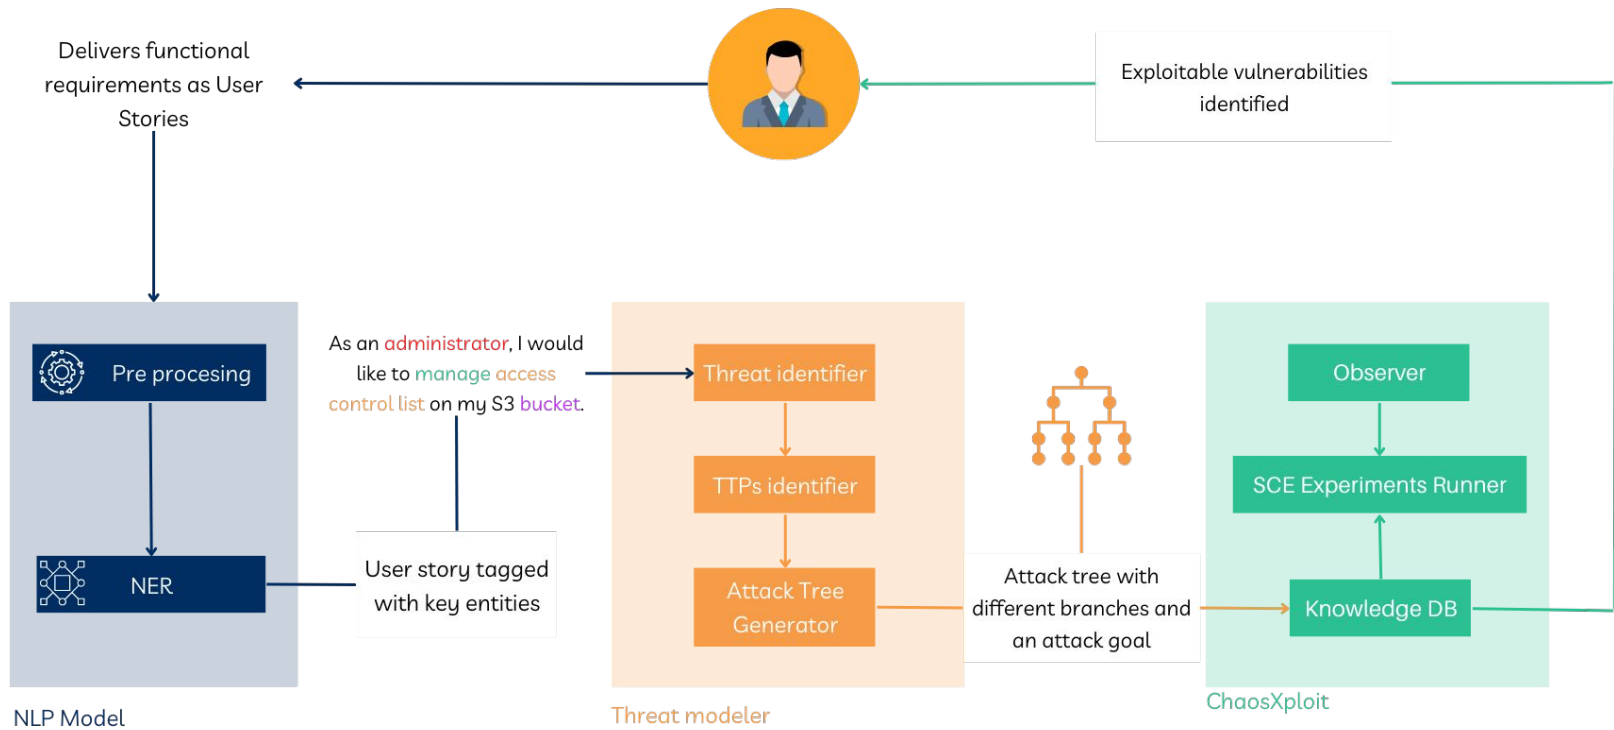 Delivers functional
requirements as User
Stories
Exploitable vulnerabilities
identified
Pre procesing
NER
NLP Model
As an administrator, I would
like to manage access
control list on my S3 bucket.
User story tagged
with key entities
Threat identifier
TTPs identifier
Attack Tree
Generator
Threat modeler
Attack tree with
different branches and
an attack goal
Observer
SCE Experiments Runner
Knowledge DB
ChaosXploit